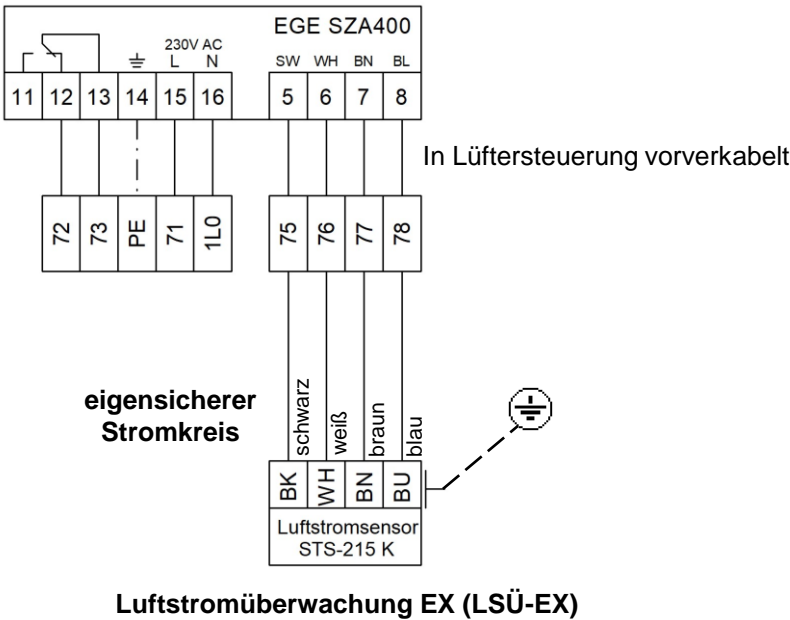 EGE SZA400
230V AC
L N
SW WH BN BL
11 12 13 14 15 16
5 6 7 8
In Lüftersteuerung vorverkabelt
72 73 PE 71 1L0
75 76 77 78
eigensicherer
Stromkreis
schwarz
weiß
braun
blau
BK WH BN BU
Luftstromsensor
STS-215 K
Luftstromüberwachung EX (LSÜ-EX)